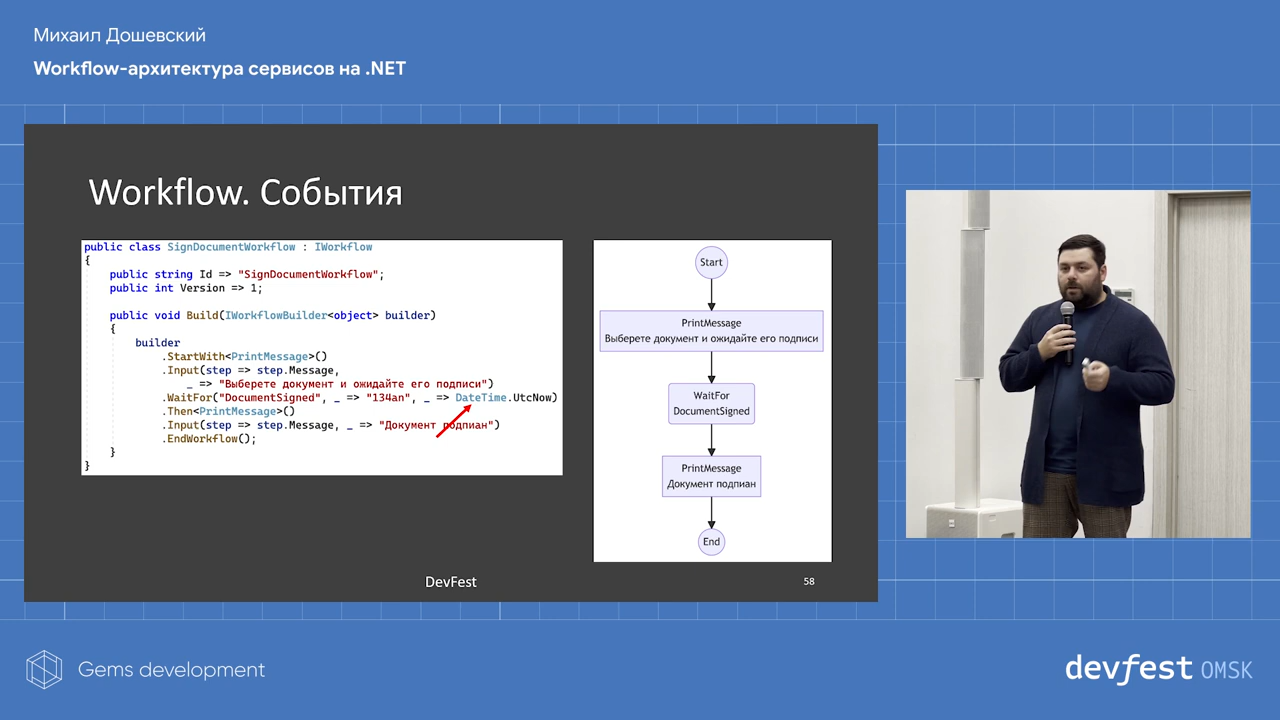 Михаил Дошевский
Workflow-архитектура сервисов на .NET
Workflow. События
public class SignDocumentWorkflow : IWorkflow
{
public string Id => "SignDocumentWorkflow";
public int Version => 1;
public void Build(IWorkflowBuilder<object> builder)
{
builder
.StartWith<PrintMessage>()
.Input(step => step.Message,
_ => "Выберете документ и ожидайте его подписи")
.WaitFor("DocumentSigned", _ => "134an", _ => DateTime.UtcNow)
.Then<PrintMessage>()
.Input(step => step.Message, _ => "Документ подпиан")
.EndWorkflow();
}
}
Start
PrintMessage
Выберете документ и ожидайте его подписи
WaitFor
DocumentSigned
PrintMessage
Документ подпиан
End
DevFest
58
Gems development
devfest OMSK